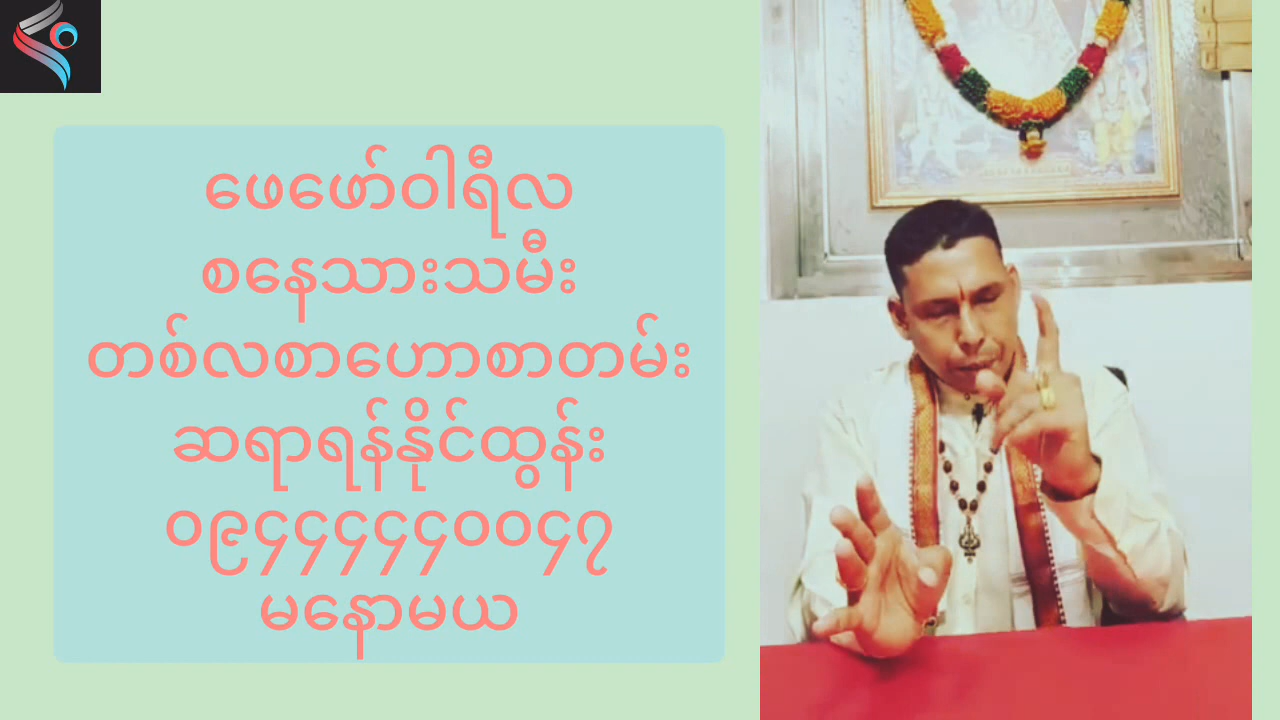 ဖေဖော်ဝါရီလ
စနေသားသမီး
တစ်လစာဟောစာတမ်း
ဆရာရန်နိုင်ထွန်း
၀၉၄၄၄၄၄၀၀၄၇
မနောမယ